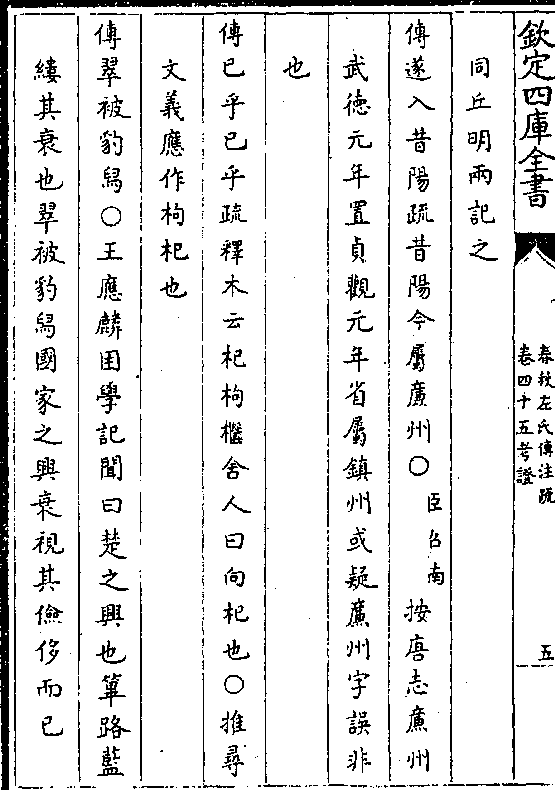 欽定四庫全書
春秋左氏傳注疏
卷四十五考證
五
同丘明兩記之
傳遂入昔陽疏昔陽今屬廉州○臣召南按唐志廉州
武德元年置貞觀元年省屬鎮州或疑廉州字誤非
也
傳已乎已乎疏釋木云杞枸檵舍人曰向杞也○推尋
文義應作枸杞也
傳翠被豹舄○王應麟困學記聞曰楚之興也篳路藍
縷其衰也翠被豹舄國家之興衰視其儉侈而已